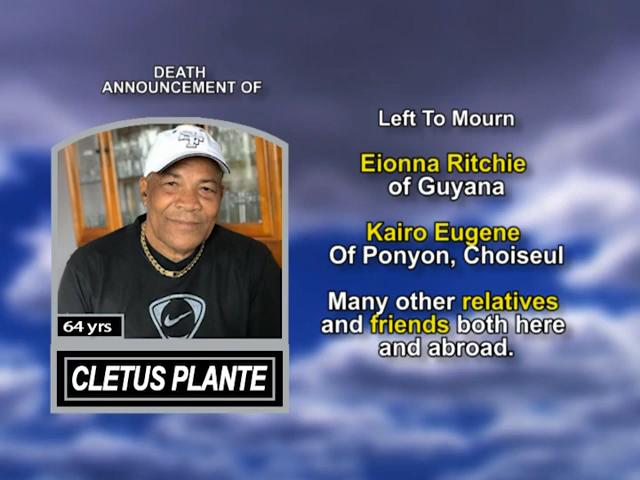 DEATH
ANNOUNCEMENT OF
64 yrs
CLETUS PLANTE
Left To Mourn
Eionna Ritchie
of Guyana
Kairo Eugene
Of Ponyon, Choiseul
Many other relatives
and friends both here
and abroad.